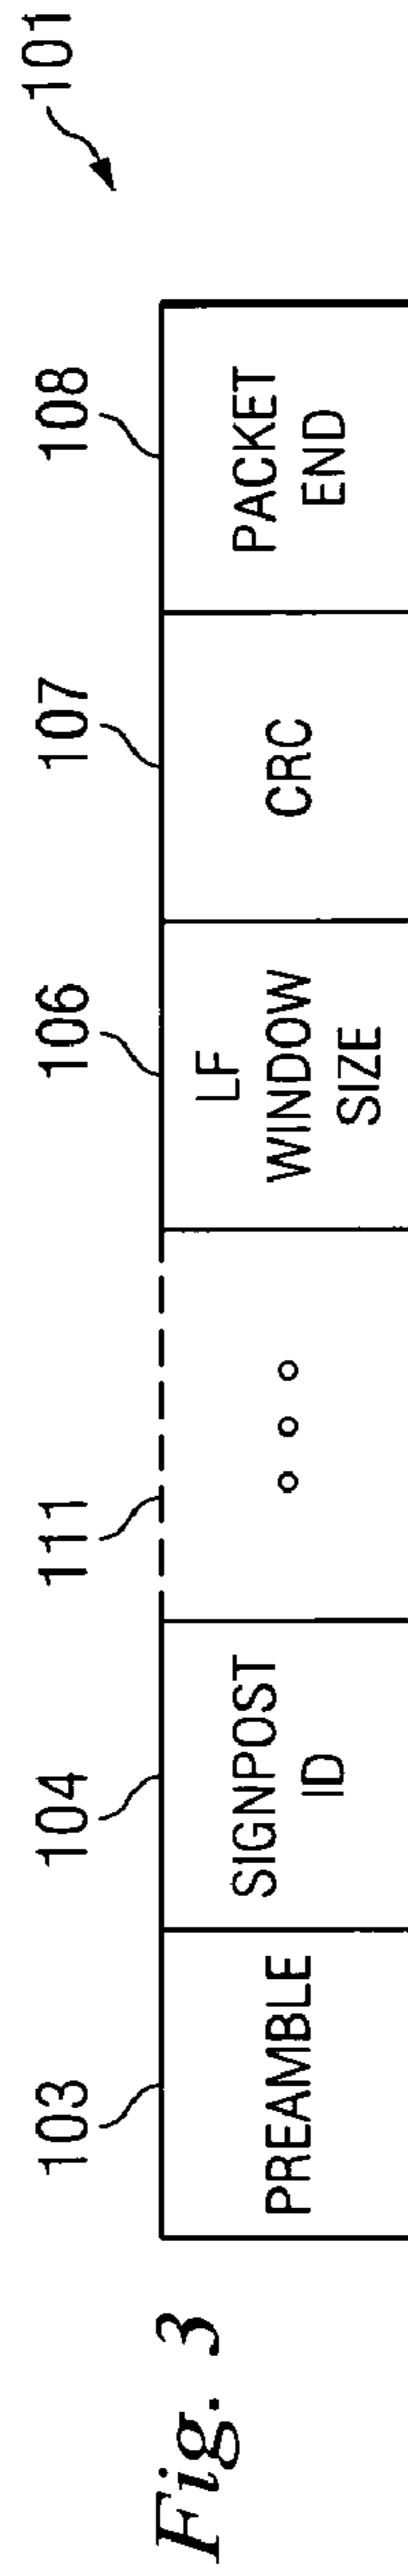 101
103
104
111
106
107
108
PREAMBLE
SIGNPOST
ID
LF
WINDOW
SIZE
CRC
PACKET
END
Fig. 3